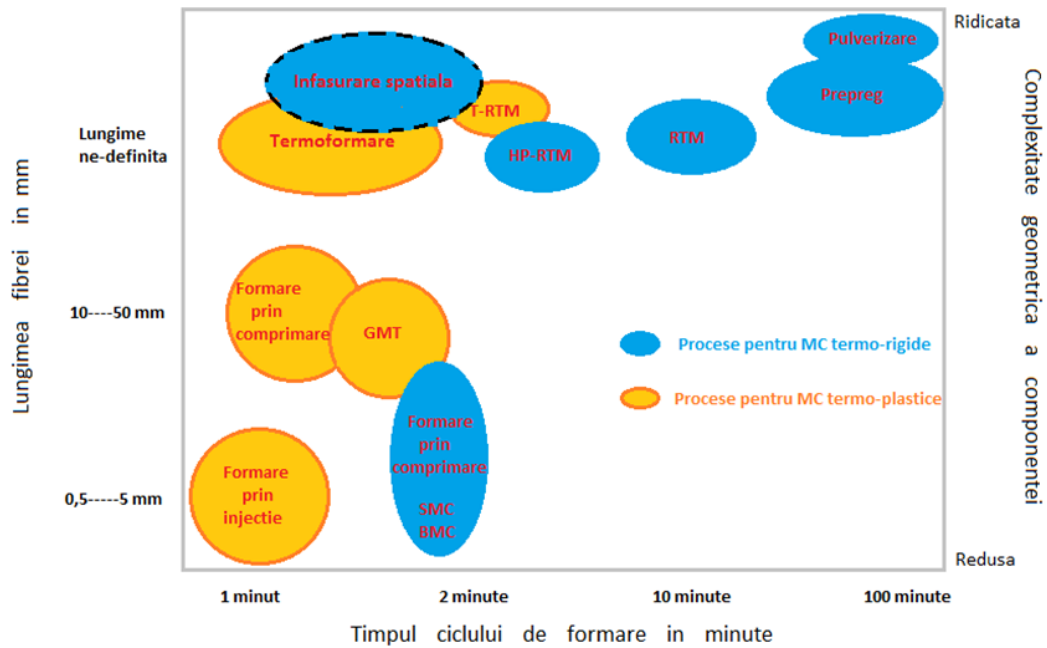 Ridicata
Pulverizare
Infasurare spatiala
Prepreg
T-RTM
Lungime
ne-definita
Termoformare
HP-RTM
RTM
Lungimea fibrei in mm
Complexitate geometrica a componentei
Formare
prin
comprimare
10----50 mm
GMT
Procese pentru MC termo-rigide
Procese pentru MC termo-plastice
Formare
prin
comprimare
SMC
BMC
Formare
prin
injectie
0,5-----5 mm
Redusa
1 minut
2 minute
10 minute
100 minute
Timpul ciclului de formare in minute